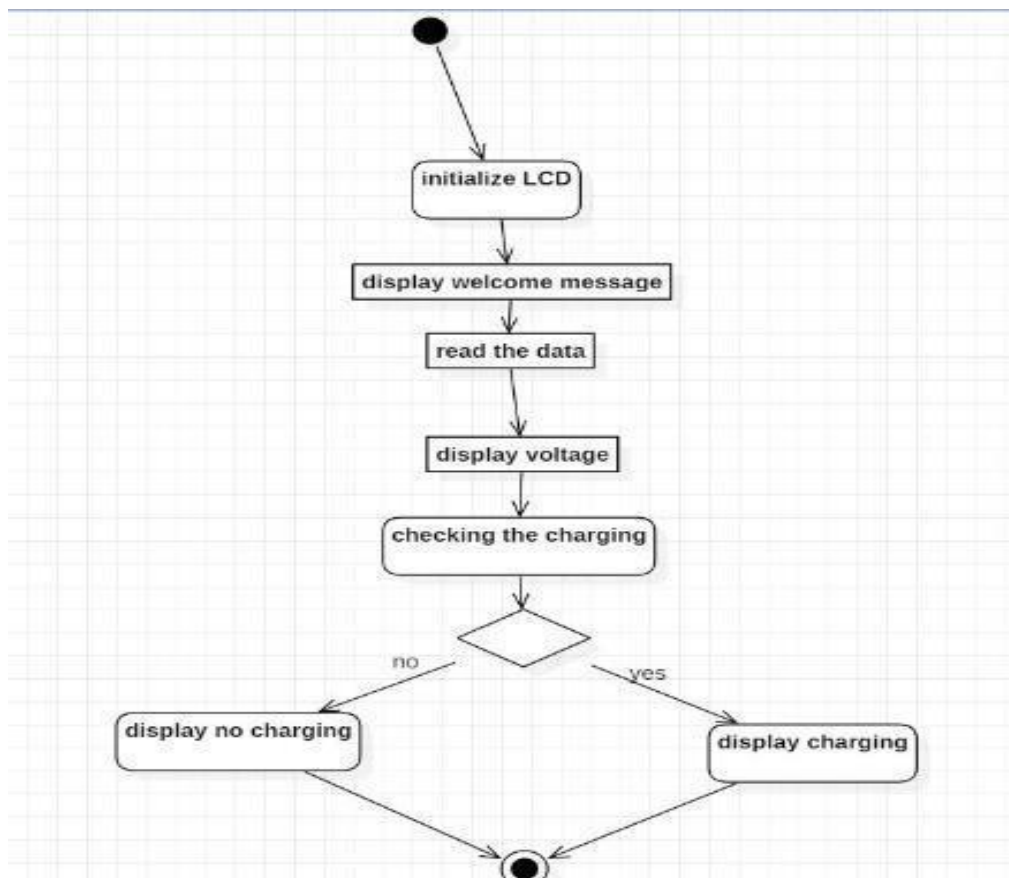 initialize LCD
display welcome message
read the data
display voltage
checking the charging
no
yes
display no charging
display charging